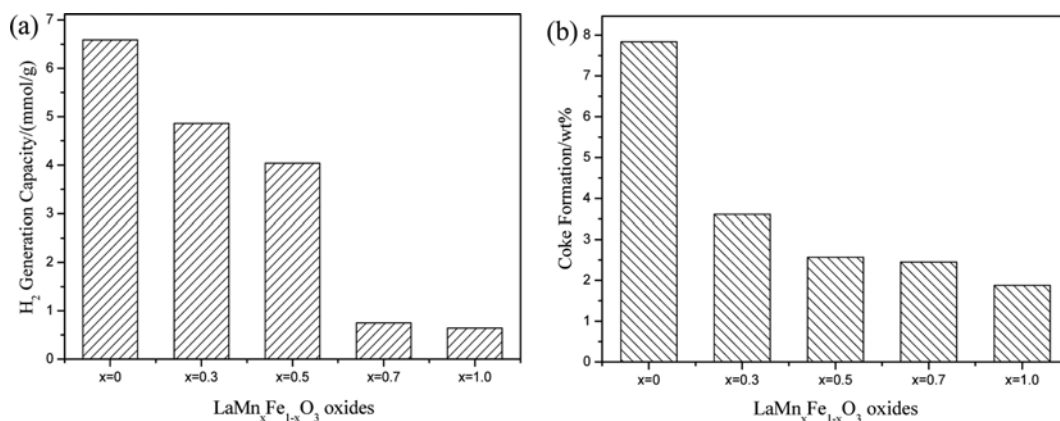 (a)
H₂ Generation Capacity/(mmol/g)
7
6
5
4
3
2
1
0
x=0 x=0.3 x=0.5 x=0.7 x=1.0
LaMnₓFe₁₋ₓO₃ oxides
(b)
Coke Formation/wt%
8
7
6
5
4
3
2
1
0
x=0 x=0.3 x=0.5 x=0.7 x=1.0
LaMnₓFe₁₋ₓO₃ oxides